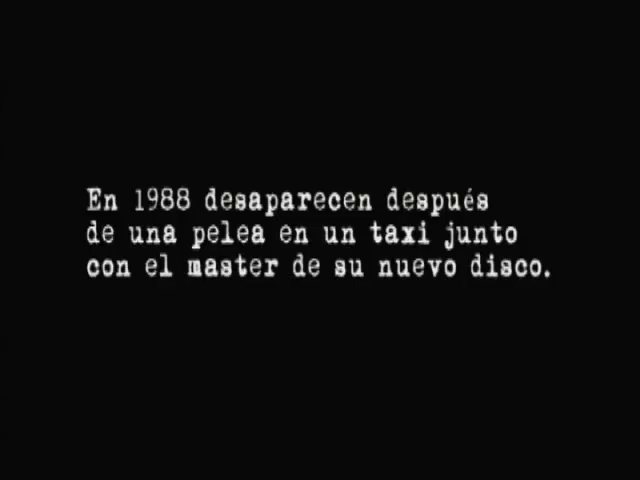 En 1988 desaparecen después
de una pelea en un taxi junto
con el master de su nuevo disco.